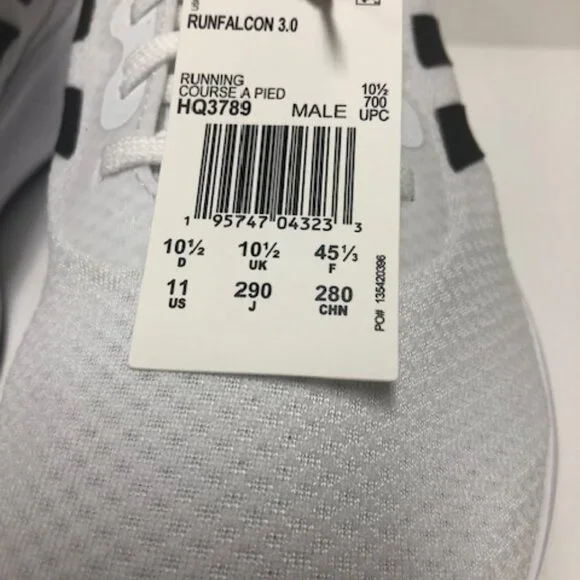 RUNFALCON 3.0
RUNNING
COURSE A PIED
HQ3789 MALE
10½
700
UPC
1 95747 04323 3
10½ 10½ 45⅓
D UK F
11 290 280
US J CHN
PO# 135420396